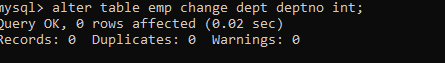 mysql> alter table emp change dept deptno int;
Query OK, 0 rows affected (0.02 sec)
Records: 0  Duplicates: 0  Warnings: 0